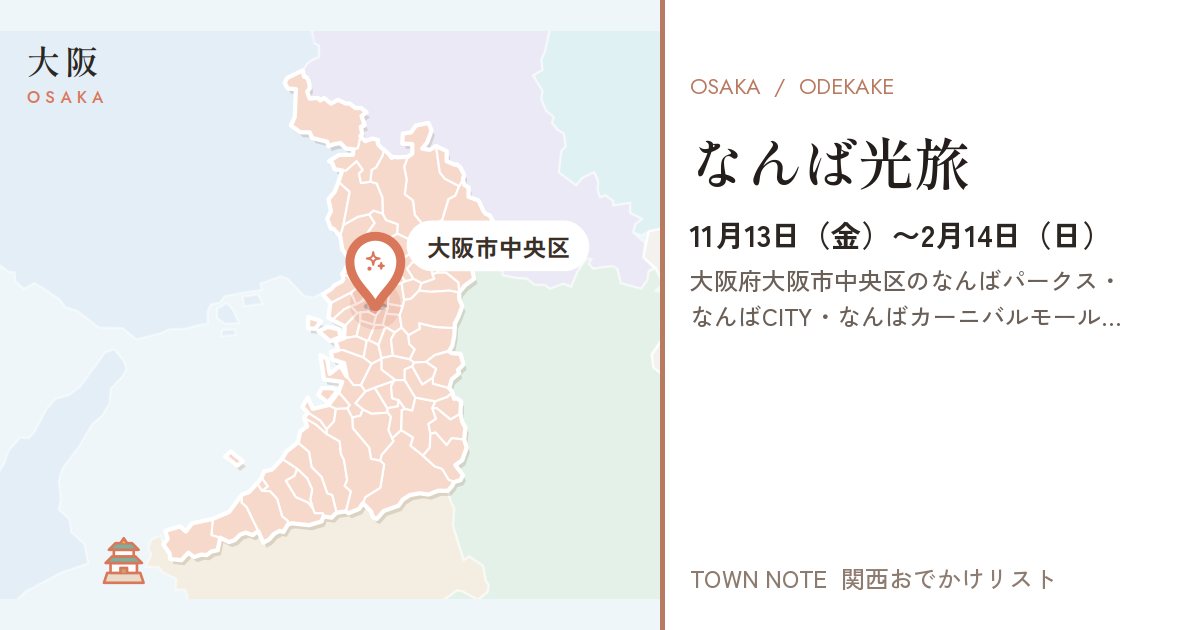 大阪
OSAKA
大阪市中央区
OSAKA / ODEKAKE
なんば光旅
11月13日（金）〜2月14日（日）
大阪府大阪市中央区のなんばパークス・
なんばCITY・なんばカーニバルモール…
TOWN NOTE 関西おでかけリスト